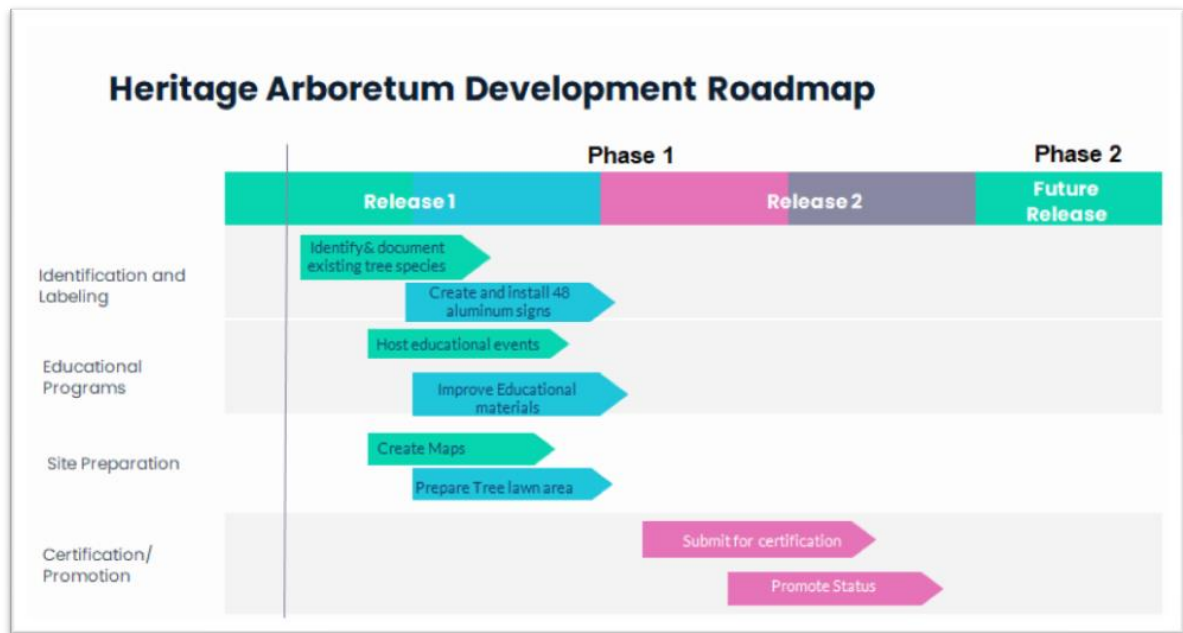 Heritage Arboretum Development Roadmap
Phase 1
Phase 2
Release 1
Release 2
Future
Release
Identification and
Labeling
Identify& document
existing tree species
Create and install 48
aluminum signs
Educational
Programs
Host educational events
Improve Educational
materials
Site Preparation
Create Maps
Prepare Tree lawn area
Certification/
Promotion
Submit for certification
Promote Status